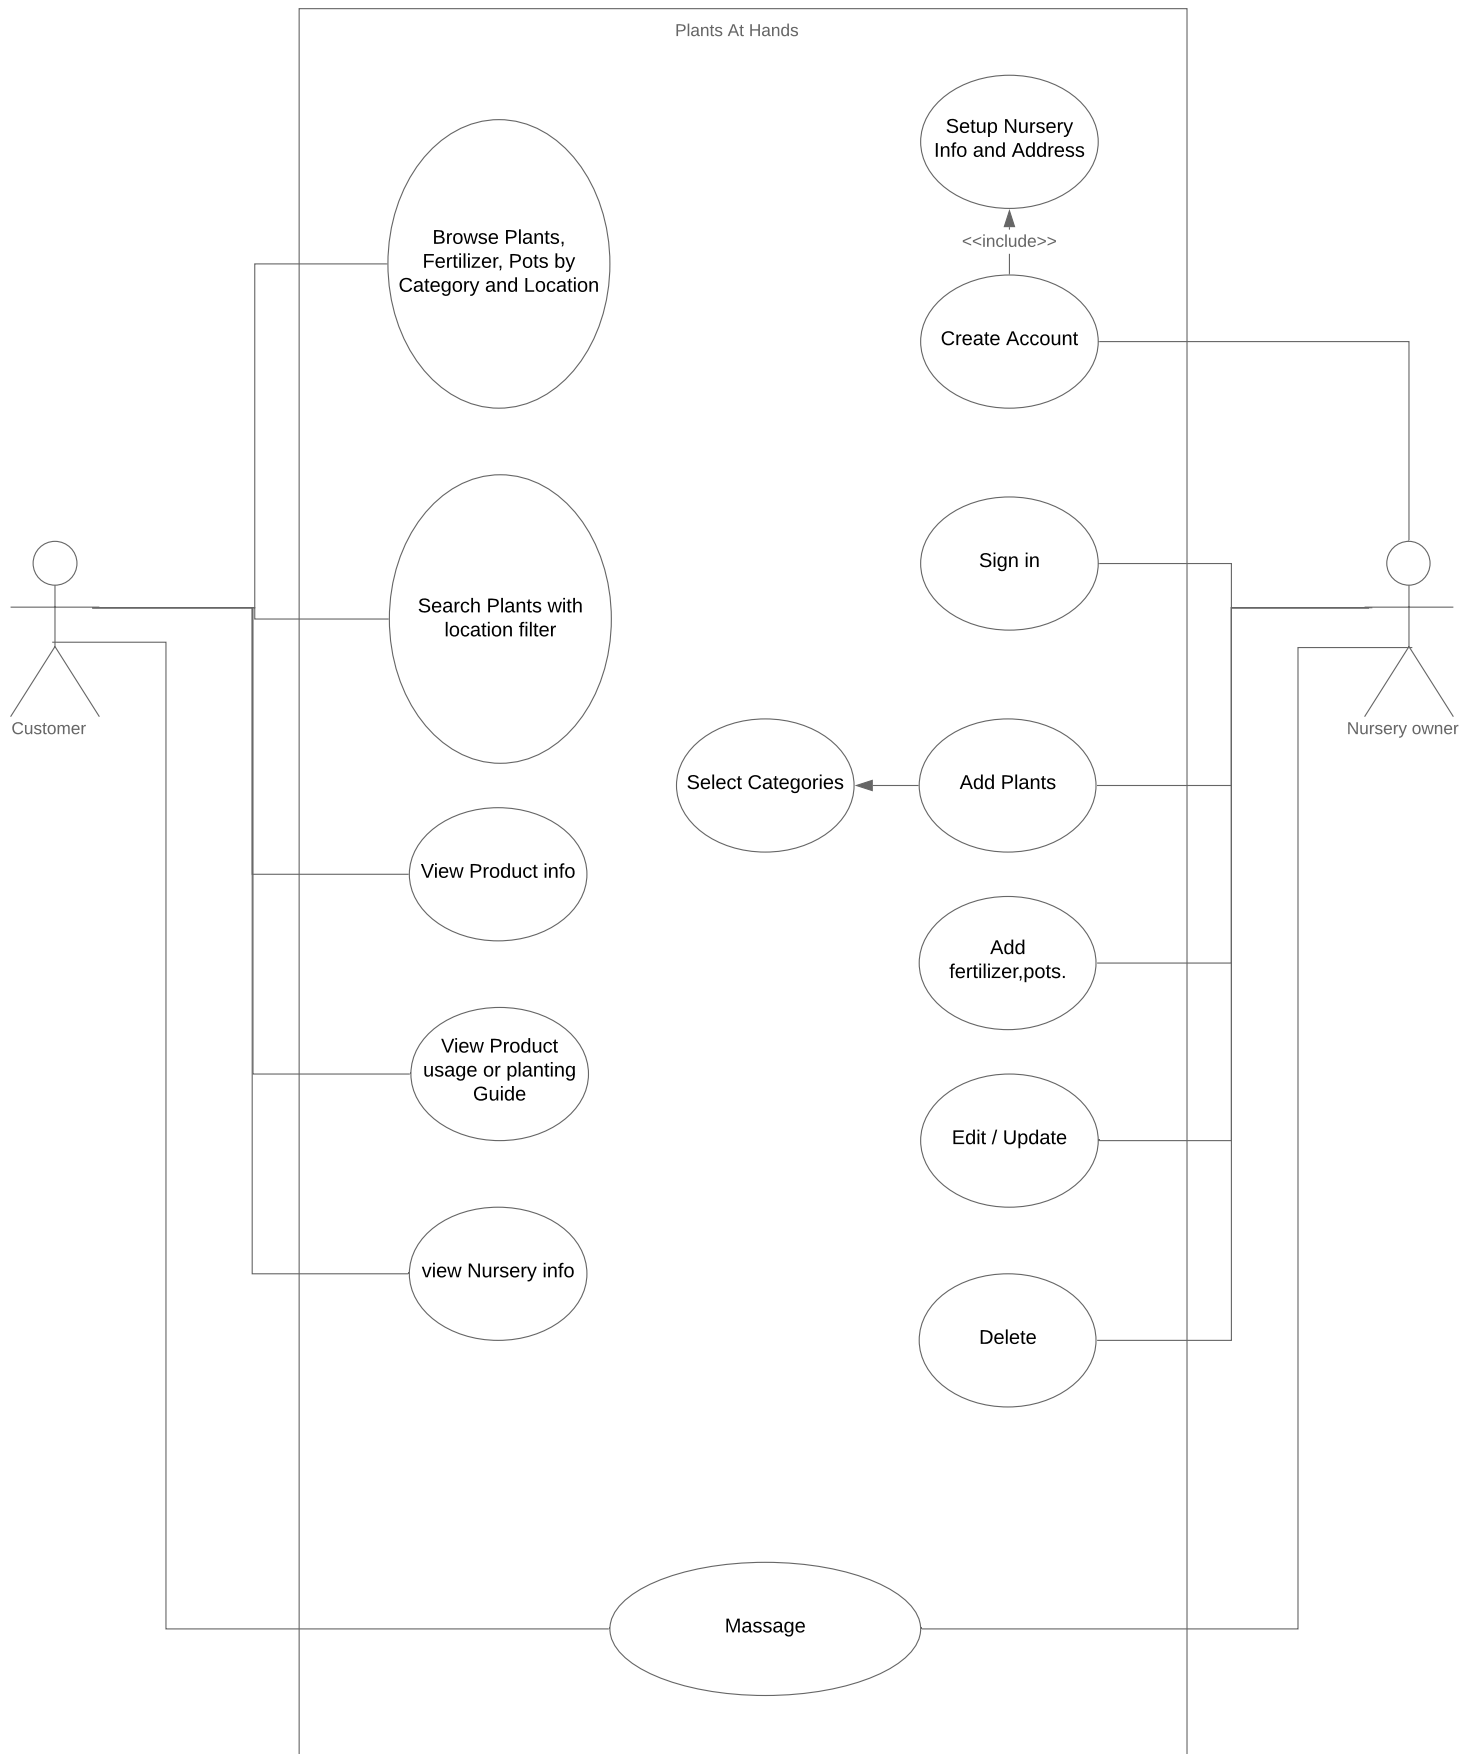 Plants At Hands
Setup Nursery
Info and Address
<<include>>
Create Account
Browse Plants,
Fertilizer, Pots by
Category and Location
Search Plants with
location filter
Sign in
Customer
Nursery owner
Select Categories
Add Plants
View Product info
Add
fertilizer,pots.
View Product
usage or planting
Guide
Edit / Update
view Nursery info
Delete
Massage